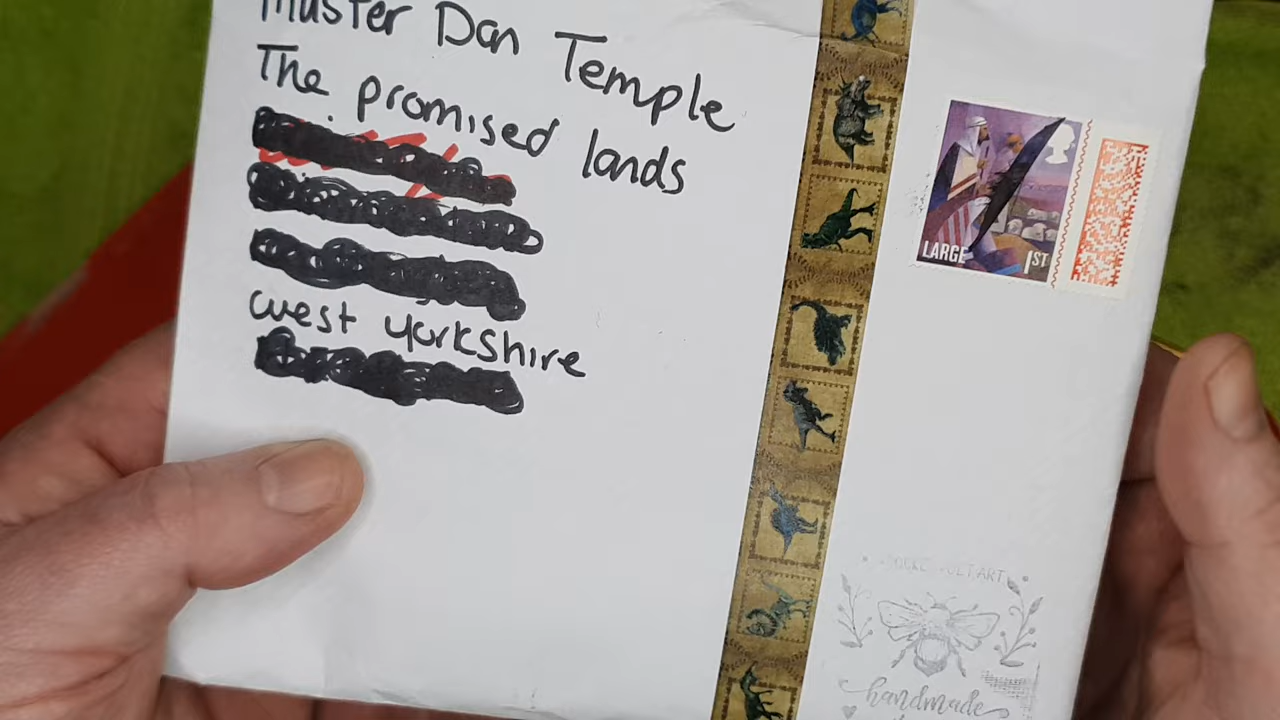 Master Dan Temple
The promised lands
west yorkshire
LARGE 1ST
handmade